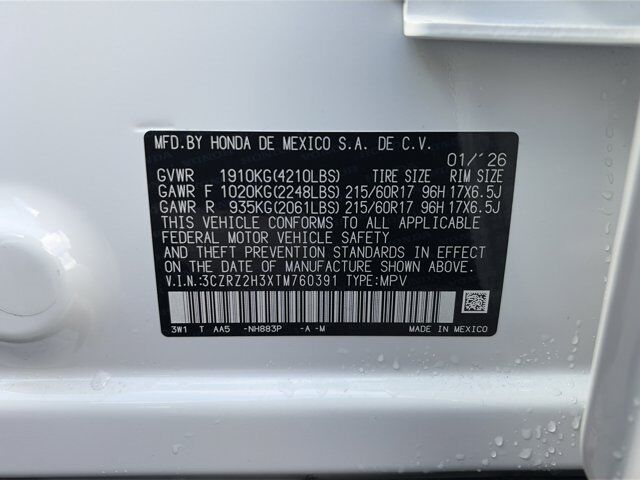 MFD.BY HONDA DE MEXICO S.A. DE C.V.
01/´26
GVWR 1910KG(4210LBS) TIRE SIZE RIM SIZE
GAWR F 1020KG(2248LBS) 215/60R17 96H 17X6.5J
GAWR R 935KG(2061LBS) 215/60R17 96H 17X6.5J
THIS VEHICLE CONFORMS TO ALL APPLICABLE
FEDERAL MOTOR VEHICLE SAFETY
AND THEFT PREVENTION STANDARDS IN EFFECT
ON THE DATE OF MANUFACTURE SHOWN ABOVE.
V.I.N.:3CZRZ2H3XTM760391 TYPE:MPV
3W1 T AA5 -NH883P -A -M MADE IN MEXICO